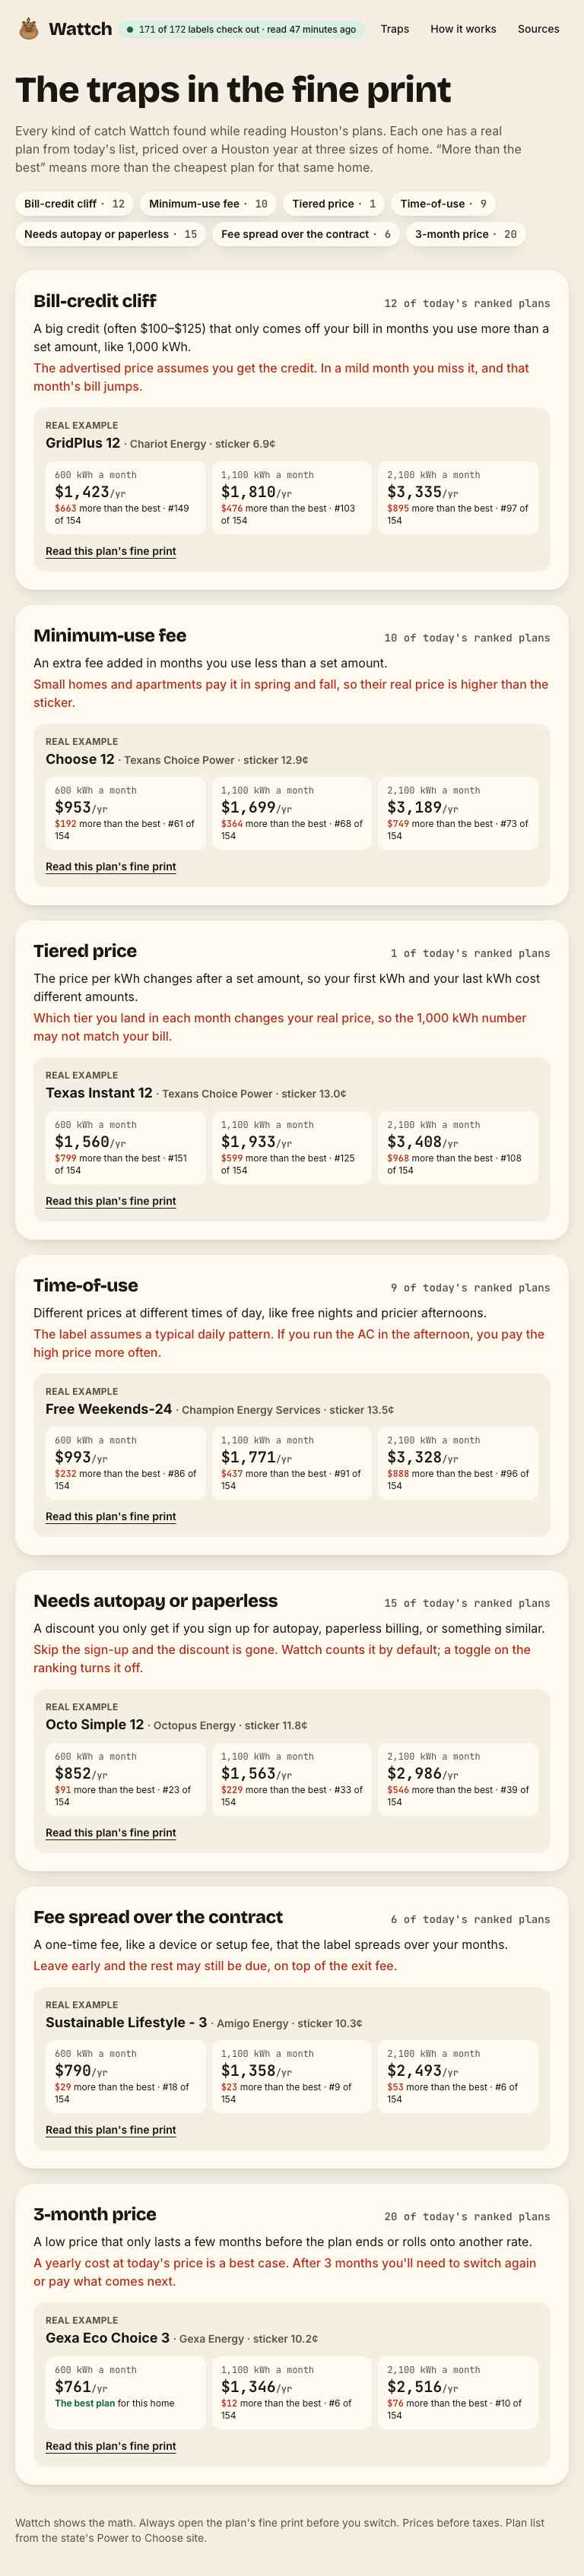 Wattch
171 of 172 labels check out · read 47 minutes ago
Traps
How it works
Sources
The traps in the fine print
Every kind of catch Wattch found while reading Houston's plans. Each one has a real
plan from today's list, priced over a Houston year at three sizes of home. “More than the
best” means more than the cheapest plan for that same home.
Bill-credit cliff · 12
Minimum-use fee · 10
Tiered price · 1
Time-of-use · 9
Needs autopay or paperless · 15
Fee spread over the contract · 6
3-month price · 20
Bill-credit cliff
12 of today's ranked plans
A big credit (often $100–$125) that only comes off your bill in months you use more than a
set amount, like 1,000 kWh.
The advertised price assumes you get the credit. In a mild month you miss it, and that
month's bill jumps.
REAL EXAMPLE
GridPlus 12 · Chariot Energy · sticker 6.9¢
600 kWh a month
$1,423/yr
$663 more than the best · #149
of 154
1,100 kWh a month
$1,810/yr
$476 more than the best · #103
of 154
2,100 kWh a month
$3,335/yr
$895 more than the best · #97 of
154
Read this plan's fine print
Minimum-use fee
10 of today's ranked plans
An extra fee added in months you use less than a set amount.
Small homes and apartments pay it in spring and fall, so their real price is higher than the
sticker.
REAL EXAMPLE
Choose 12 · Texans Choice Power · sticker 12.9¢
600 kWh a month
$953/yr
$192 more than the best · #61 of
154
1,100 kWh a month
$1,699/yr
$364 more than the best · #68 of
154
2,100 kWh a month
$3,189/yr
$749 more than the best · #73 of
154
Read this plan's fine print
Tiered price
1 of today's ranked plans
The price per kWh changes after a set amount, so your first kWh and your last kWh cost
different amounts.
Which tier you land in each month changes your real price, so the 1,000 kWh number
may not match your bill.
REAL EXAMPLE
Texas Instant 12 · Texans Choice Power · sticker 13.0¢
600 kWh a month
$1,560/yr
$799 more than the best · #151
of 154
1,100 kWh a month
$1,933/yr
$599 more than the best · #125
of 154
2,100 kWh a month
$3,408/yr
$968 more than the best · #108
of 154
Read this plan's fine print
Time-of-use
9 of today's ranked plans
Different prices at different times of day, like free nights and pricier afternoons.
The label assumes a typical daily pattern. If you run the AC in the afternoon, you pay the
high price more often.
REAL EXAMPLE
Free Weekends-24 · Champion Energy Services · sticker 13.5¢
600 kWh a month
$993/yr
$232 more than the best · #86 of
154
1,100 kWh a month
$1,771/yr
$437 more than the best · #91 of
154
2,100 kWh a month
$3,328/yr
$888 more than the best · #96 of
154
Read this plan's fine print
Needs autopay or paperless
15 of today's ranked plans
A discount you only get if you sign up for autopay, paperless billing, or something similar.
Skip the sign-up and the discount is gone. Wattch counts it by default; a toggle on the
ranking turns it off.
REAL EXAMPLE
Octo Simple 12 · Octopus Energy · sticker 11.8¢
600 kWh a month
$852/yr
$91 more than the best · #23 of
154
1,100 kWh a month
$1,563/yr
$229 more than the best · #33 of
154
2,100 kWh a month
$2,986/yr
$546 more than the best · #39 of
154
Read this plan's fine print
Fee spread over the contract
6 of today's ranked plans
A one-time fee, like a device or setup fee, that the label spreads over your months.
Leave early and the rest may still be due, on top of the exit fee.
REAL EXAMPLE
Sustainable Lifestyle - 3 · Amigo Energy · sticker 10.3¢
600 kWh a month
$790/yr
$29 more than the best · #18 of
154
1,100 kWh a month
$1,358/yr
$23 more than the best · #9 of
154
2,100 kWh a month
$2,493/yr
$53 more than the best · #6 of
154
Read this plan's fine print
3-month price
20 of today's ranked plans
A low price that only lasts a few months before the plan ends or rolls onto another rate.
A yearly cost at today's price is a best case. After 3 months you'll need to switch again
or pay what comes next.
REAL EXAMPLE
Gexa Eco Choice 3 · Gexa Energy · sticker 10.2¢
600 kWh a month
$761/yr
The best plan for this home
1,100 kWh a month
$1,346/yr
$12 more than the best · #6 of
154
2,100 kWh a month
$2,516/yr
$76 more than the best · #10 of
154
Read this plan's fine print
Wattch shows the math. Always open the plan's fine print before you switch. Prices before taxes. Plan list
from the state's Power to Choose site.